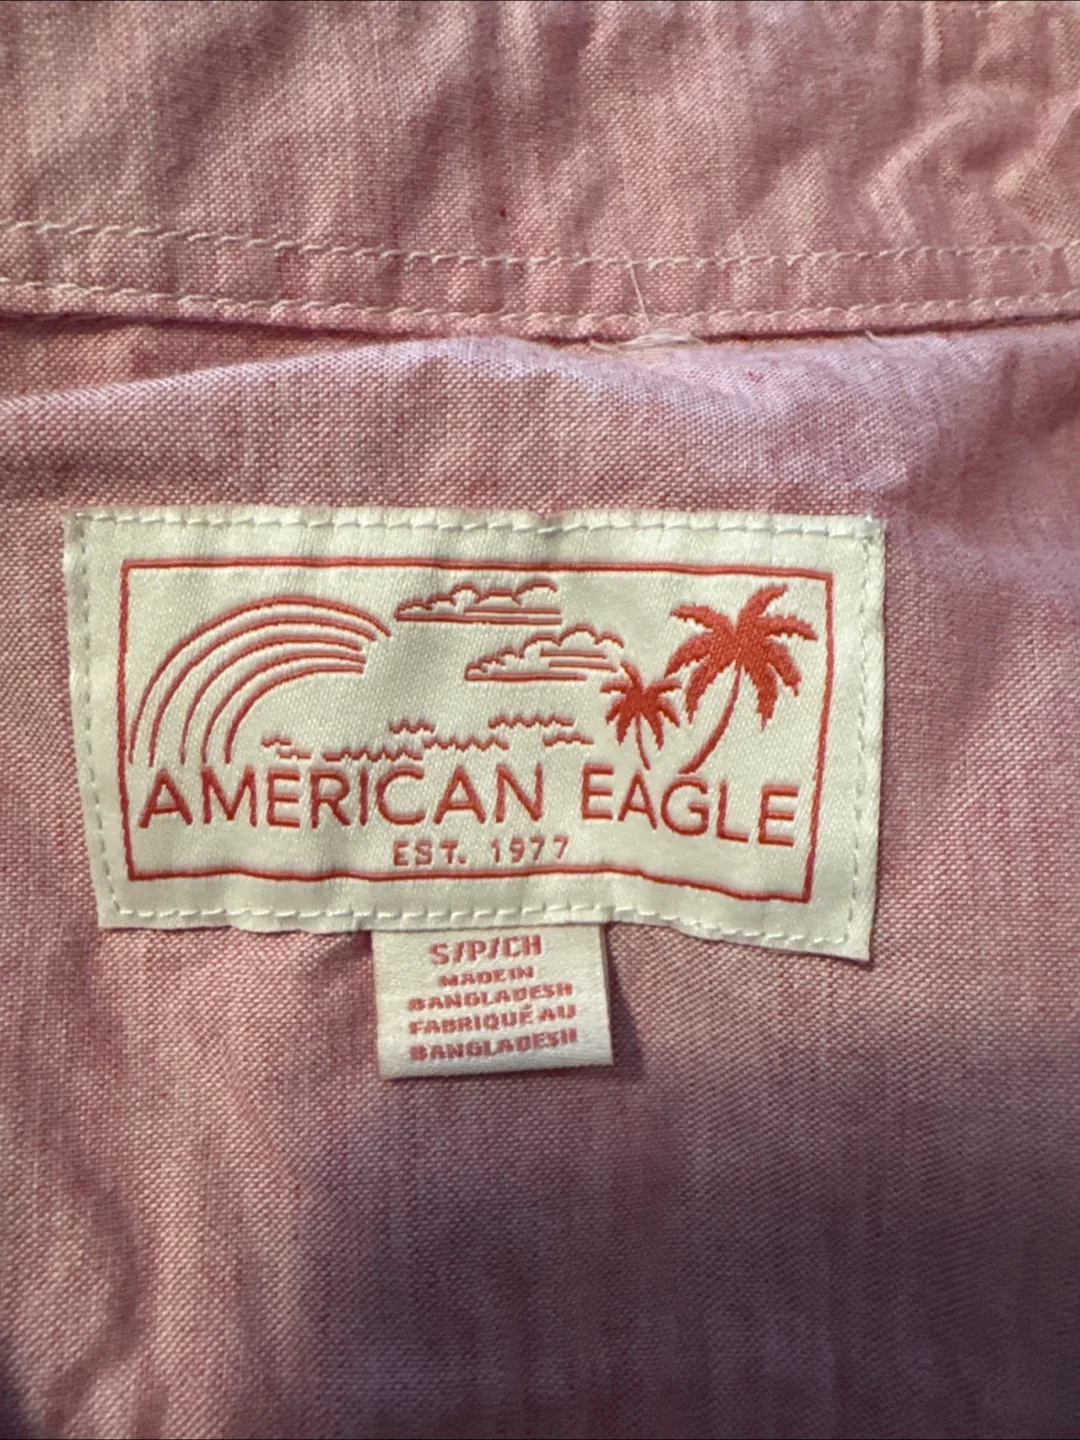 AMERICAN EAGLE
EST. 1977
S/P/CH
MADE IN
BANGLADESH
FABRIQUÉ AU
BANGLADESH